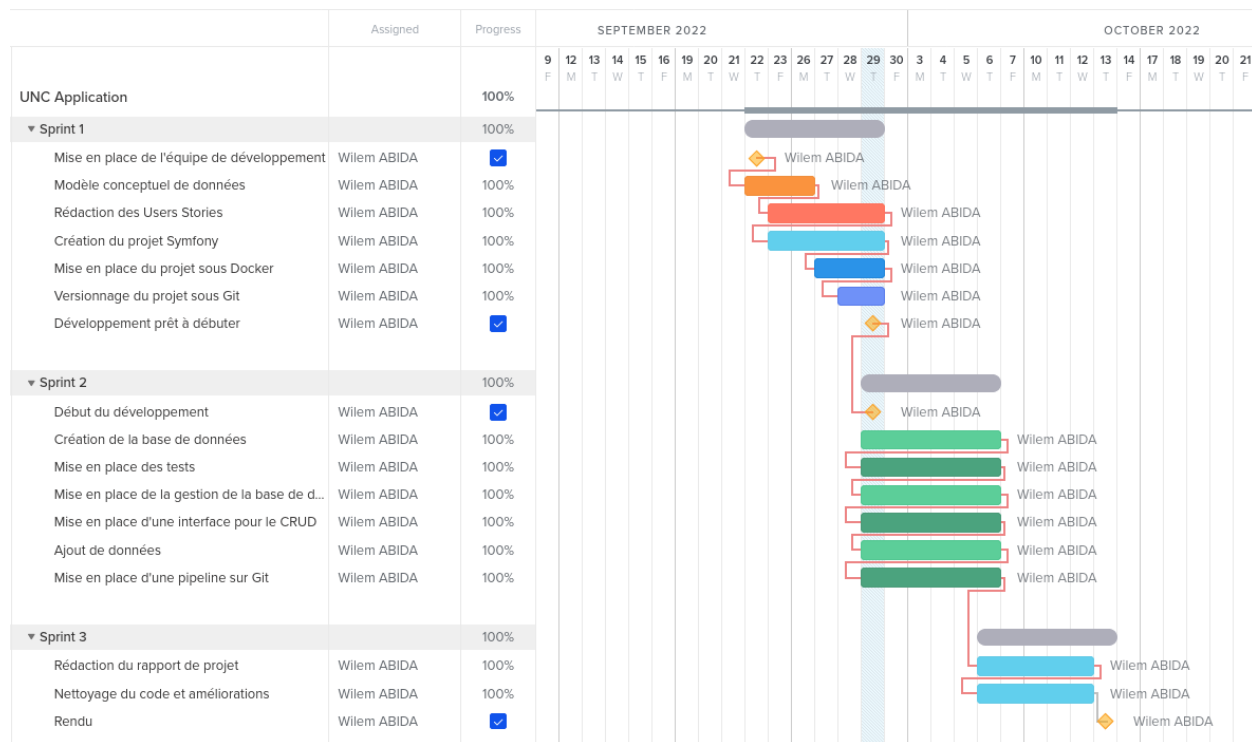 Assigned Progress SEPTEMBER 2022 OCTOBER 2022
9 12 13 14 15 16 19 20 21 22 23 26 27 28 29 30 3 4 5 6 7 10 11 12 13 14 17 18 19 20 21
F M T W T F M T W T F M T W T F M T W T F M T W T F M T W T F
UNC Application 100%
Sprint 1 100%
Mise en place de l'équipe de développement Wilem ABIDA Wilem ABIDA
Modèle conceptuel de données Wilem ABIDA 100% Wilem ABIDA
Rédaction des Users Stories Wilem ABIDA 100% Wilem ABIDA
Création du projet Symfony Wilem ABIDA 100% Wilem ABIDA
Mise en place du projet sous Docker Wilem ABIDA 100% Wilem ABIDA
Versionnage du projet sous Git Wilem ABIDA 100% Wilem ABIDA
Développement prêt à débuter Wilem ABIDA Wilem ABIDA
Sprint 2 100%
Début du développement Wilem ABIDA Wilem ABIDA
Création de la base de données Wilem ABIDA 100% Wilem ABIDA
Mise en place des tests Wilem ABIDA 100% Wilem ABIDA
Mise en place de la gestion de la base de d... Wilem ABIDA 100% Wilem ABIDA
Mise en place d'une interface pour le CRUD Wilem ABIDA 100% Wilem ABIDA
Ajout de données Wilem ABIDA 100% Wilem ABIDA
Mise en place d'une pipeline sur Git Wilem ABIDA 100% Wilem ABIDA
Sprint 3 100%
Rédaction du rapport de projet Wilem ABIDA 100% Wilem ABIDA
Nettoyage du code et améliorations Wilem ABIDA 100% Wilem ABIDA
Rendu Wilem ABIDA Wilem ABIDA